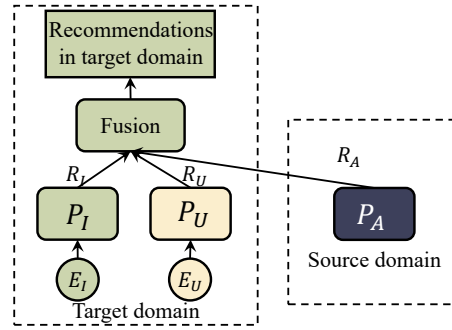 Recommendations
in target domain
Fusion
R_I
R_U
R_A
P_I
P_U
P_A
Source domain
E_I
E_U
Target domain